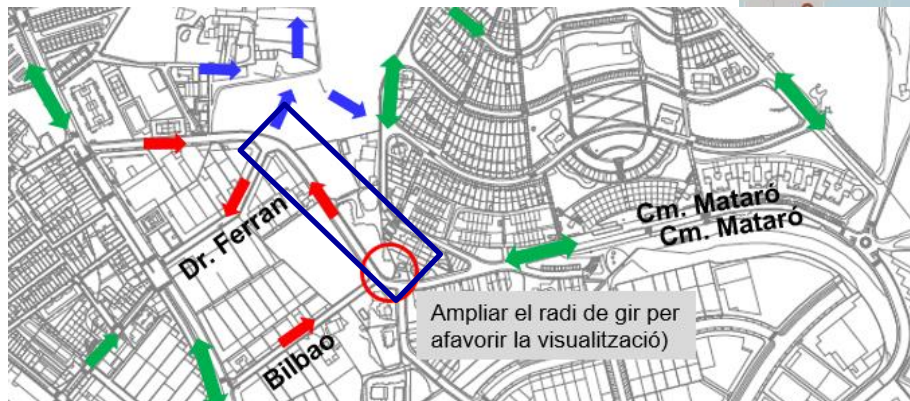 Cm. Mataró
Cm. Mataró
Dr. Ferran
Bilbao
Ampliar el radi de gir per
afavorir la visualització)